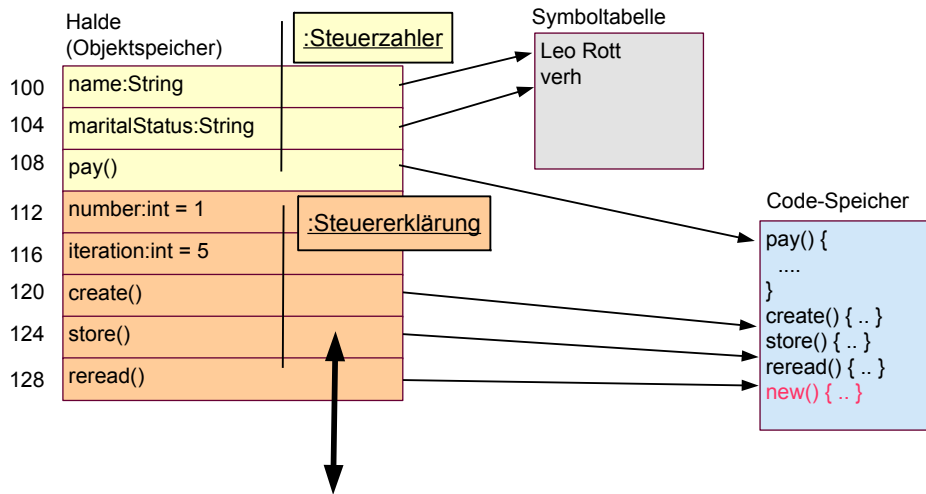 Halde
(Objektspeicher)
:Steuerzahler
Symboltabelle
Leo Rott
verh
100 name:String
104 maritalStatus:String
108 pay()
112 number:int = 1
:Steuererklärung
116 iteration:int = 5
120 create()
124 store()
128 reread()
Code-Speicher
pay() {
....
}
create() { .. }
store() { .. }
reread() { .. }
new() { .. }